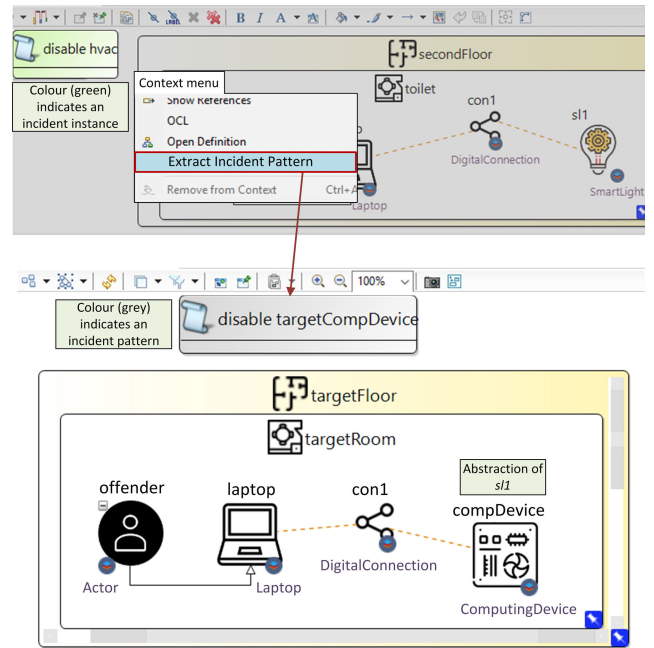 disable hvac
Colour (green)
indicates an
incident instance
Context menu
Show References
OCL
Open Definition
Extract Incident Pattern
Remove from Context Ctrl+A
secondFloor
toilet
con1
sl1
DigitalConnection
SmartLight
Laptop
100%
Colour (grey)
indicates an
incident pattern
disable targetCompDevice
targetFloor
targetRoom
Abstraction of
sl1
offender
laptop
con1
compDevice
Actor
Laptop
DigitalConnection
ComputingDevice